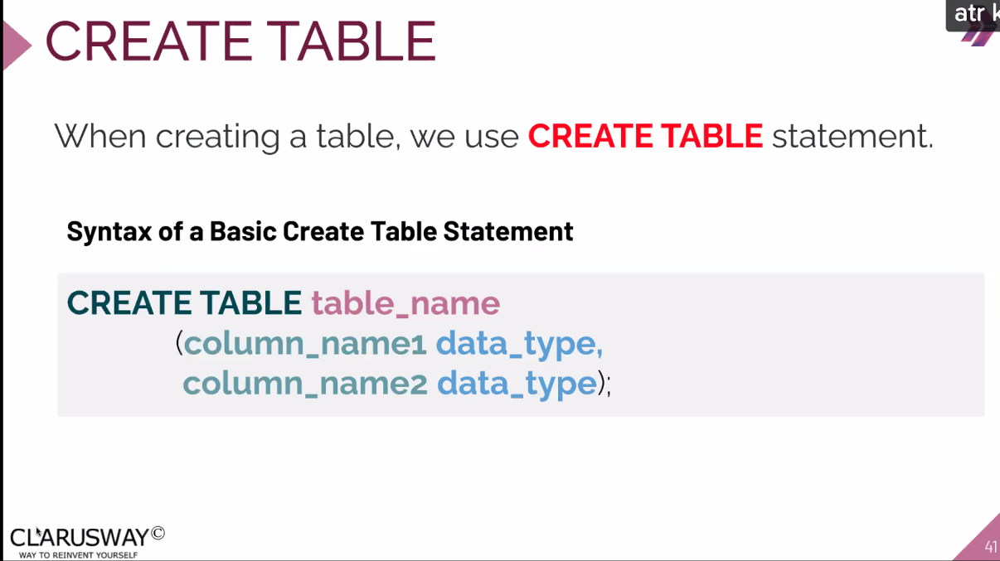 atr k
CREATE TABLE
When creating a table, we use CREATE TABLE statement.
Syntax of a Basic Create Table Statement
CREATE TABLE table_name
(column_name1 data_type,
column_name2 data_type);
CLARUSWAY©
WAY TO REINVENT YOURSELF
41